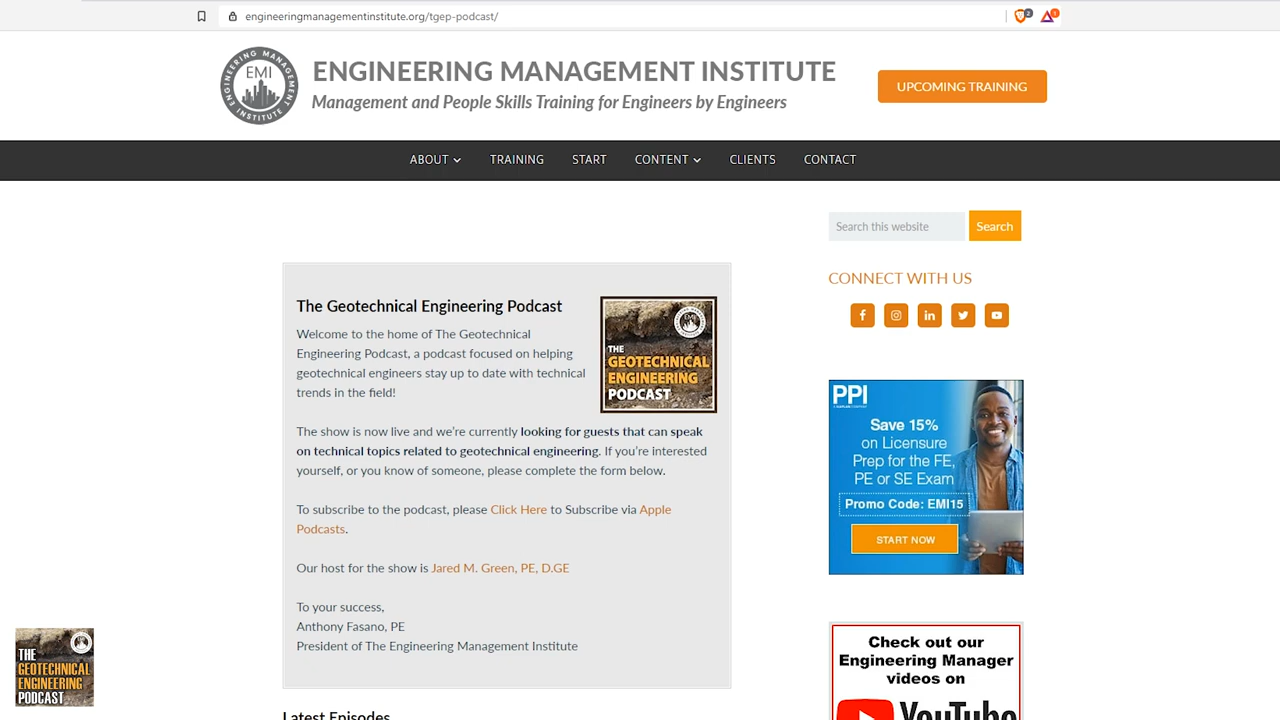 engineeringmanagementinstitute.org/tgep-podcast/
2
1
ENGINEERING MANAGEMENT INSTITUTE
EMI
ENGINEERING MANAGEMENT INSTITUTE
Management and People Skills Training for Engineers by Engineers
UPCOMING TRAINING
ABOUT
TRAINING
START
CONTENT
CLIENTS
CONTACT
Search this website
Search
The Geotechnical Engineering Podcast
Welcome to the home of The Geotechnical
Engineering Podcast, a podcast focused on helping
geotechnical engineers stay up to date with technical
trends in the field!
EMI
THE
GEOTECHNICAL
ENGINEERING
PODCAST
The show is now live and we're currently looking for guests that can speak
on technical topics related to geotechnical engineering. If you're interested
yourself, or you know of someone, please complete the form below.
To subscribe to the podcast, please Click Here to Subscribe via Apple
Podcasts.
Our host for the show is Jared M. Green, PE, D.GE
To your success,
Anthony Fasano, PE
President of The Engineering Management Institute
Latest Episodes
CONNECT WITH US
PPI
Save 15%
on Licensure
Prep for the FE,
PE or SE Exam
Promo Code: EMI15
START NOW
Check out our
Engineering Manager
videos on
YouTube
THE
GEOTECHNICAL
ENGINEERING
PODCAST